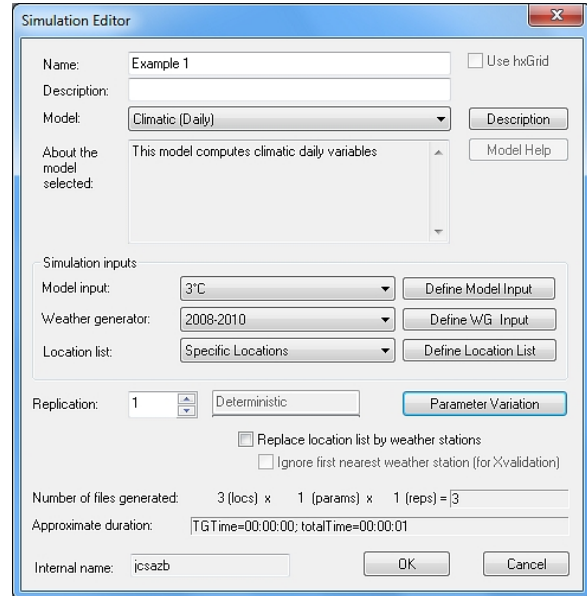 Simulation Editor
Name: Example 1 Use hxGrid
Description:
Model: Climatic (Daily) Description
About the model selected: This model computes climatic daily variables Model Help
Simulation inputs
Model input: 3°C Define Model Input
Weather generator: 2008-2010 Define WG Input
Location list: Specific Locations Define Location List
Replication: 1 Deterministic Parameter Variation
Replace location list by weather stations
Ignore first nearest weather station (for Xvalidation)
Number of files generated: 3 (locs) x 1 (params) x 1 (reps) = 3
Approximate duration: TGTime=00:00:00; totalTime=00:00:01
Internal name: jcsazb OK Cancel